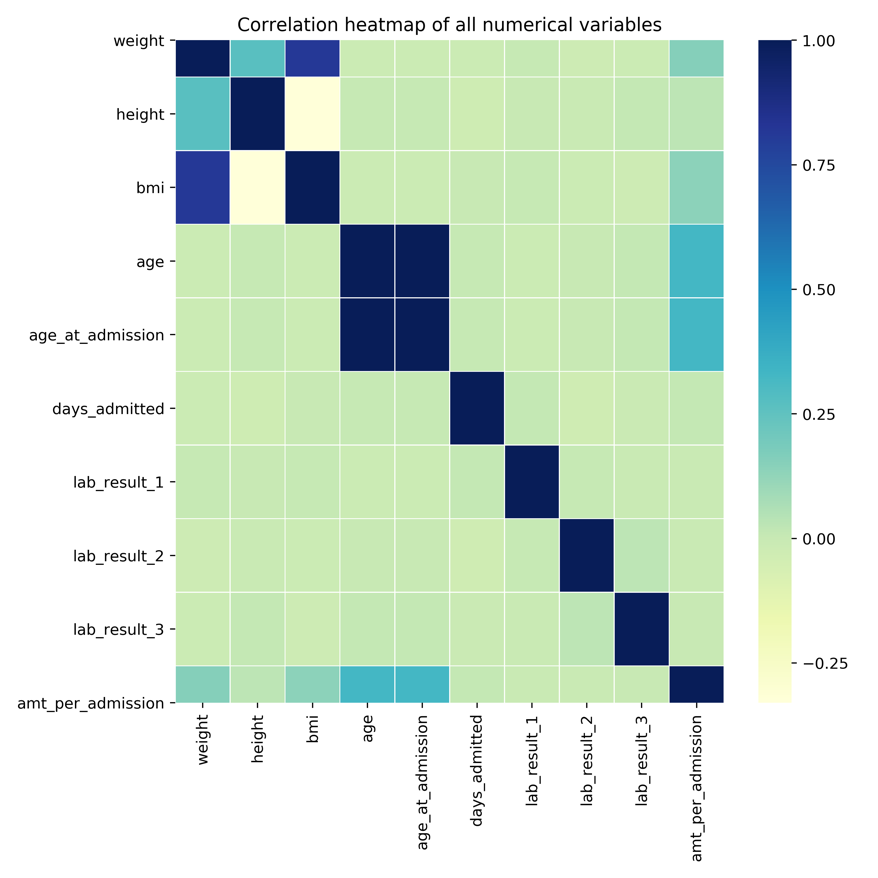 Correlation heatmap of all numerical variables
weight
height
bmi
age
age_at_admission
days_admitted
lab_result_1
lab_result_2
lab_result_3
amt_per_admission
weight
height
bmi
age
age_at_admission
days_admitted
lab_result_1
lab_result_2
lab_result_3
amt_per_admission
1.00
0.75
0.50
0.25
0.00
−0.25